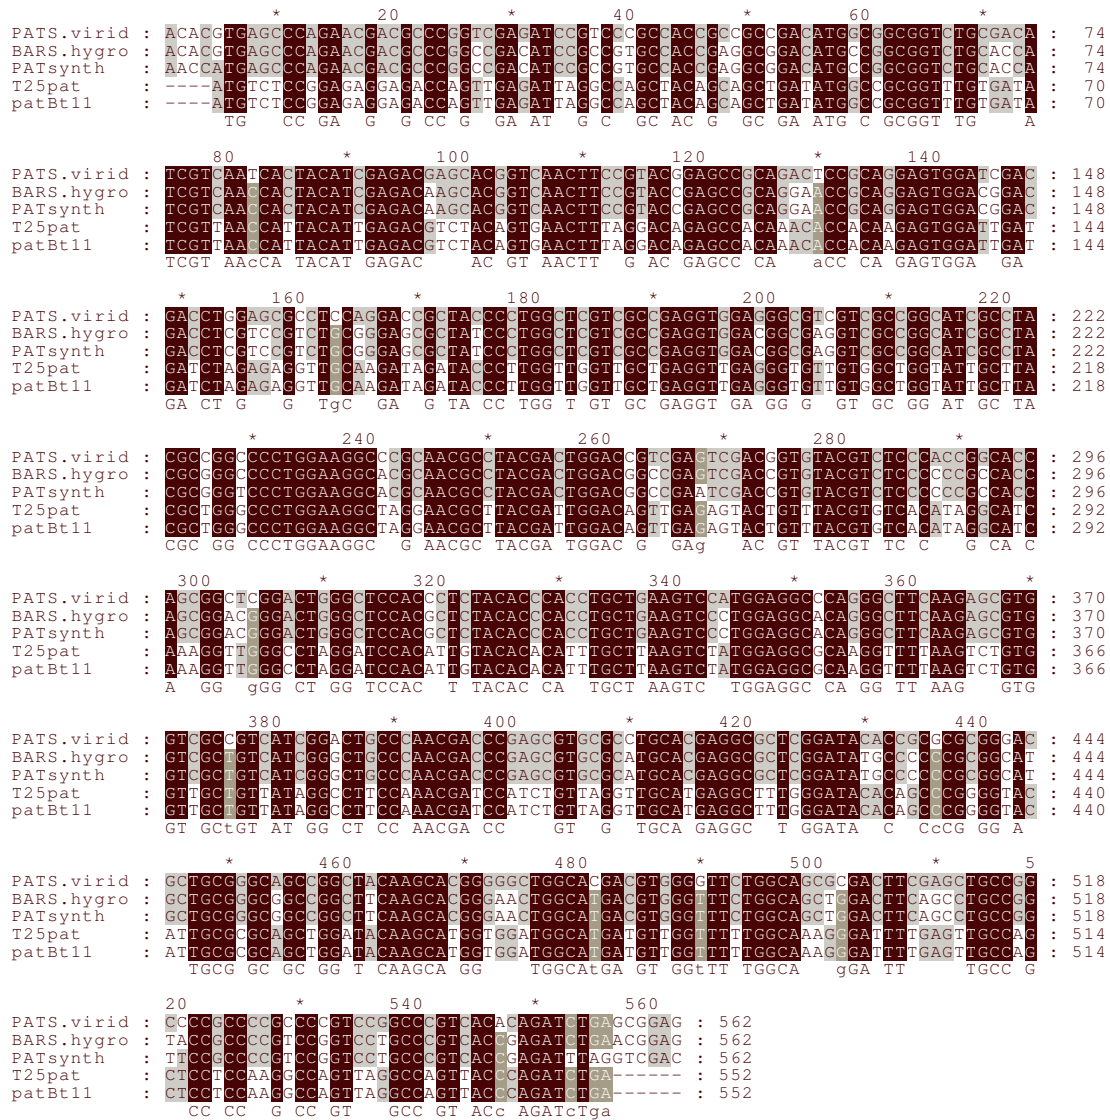 * 20 * 40 * 60 *
PATS.virid : ACACGTGAGCCCAGAACGACGCCCGGTCGAGATCCGTCCCGCCACCGCCGCCGACATGGCGGCGGTCTGCGACA : 74
BARS.hygro : ACACGTGAGCCCAGAACGACGCCCGGCCGACATCCGCCGTGCCACCGAGGCGGACATGCCGGCGGTCTGCACCA : 74
PATsynth : AACCATGAGCCCAGAACGACGCCCGGCCGACATCCGCCGTGCCACCGAGGCGGACATGCCGGCGGTCTGCACCA : 74
T25pat : ----ATGTCTCCGGAGAGGAGACCAGTTGAGATTAGGCCAGCTACAGCAGCTGATATGGCCGCGGTTTGTGATA : 70
patBt11 : ----ATGTCTCCGGAGAGGAGACCAGTTGAGATTAGGCCAGCTACAGCAGCTGATATGGCCGCGGTTTGTGATA : 70
TG CC GA G G CC G GA AT G C GC AC G GC GA ATG C GCGGT TG A
80 * 100 * 120 * 140
PATS.virid : TCGTCAATCACTACATCGAGACGAGCACGGTCAACTTCCGTACGGAGCCGCAGACTCCGCAGGAGTGGATCGAC : 148
BARS.hygro : TCGTCAACCACTACATCGAGACAAGCACGGTCAACTTCCGTACCGAGCCGCAGGAACCGCAGGAGTGGACGGAC : 148
PATsynth : TCGTCAACCACTACATCGAGACAAGCACGGTCAACTTCCGTACCGAGCCGCAGGAACCGCAGGAGTGGACGGAC : 148
T25pat : TCGTTAACCATTACATTGAGACGTCTACAGTGAACTTTAGGACAGAGCCACAAACACCACAAGAGTGGATTGAT : 144
patBt11 : TCGTTAACCATTACATTGAGACGTCTACAGTGAACTTTAGGACAGAGCCACAAACACCACAAGAGTGGATTGAT : 144
TCGT AAcCA TACAT GAGAC AC GT AACTT G AC GAGCC CA aCC CA GAGTGGA GA
* 160 * 180 * 200 * 220
PATS.virid : GACCTGGAGCGCCTCCAGGACCGCTACCCCTGGCTCGTCGCCGAGGTGGAGGGCGTCGTCGCCGGCATCGCCTA : 222
BARS.hygro : GACCTCGTCCGTCTGCGGGAGCGCTATCCCTGGCTCGTCGCCGAGGTGGACGGCGAGGTCGCCGGCATCGCCTA : 222
PATsynth : GACCTCGTCCGTCTGCGGGAGCGCTATCCCTGGCTCGTCGCCGAGGTGGACGGCGAGGTCGCCGGCATCGCCTA : 222
T25pat : GATCTAGAGAGGTTGCAAGATAGATACCCTTGGTTGGTTGCTGAGGTTGAGGGTGTTGTGGCTGGTATTGCTTA : 218
patBt11 : GATCTAGAGAGGTTGCAAGATAGATACCCTTGGTTGGTTGCTGAGGTTGAGGGTGTTGTGGCTGGTATTGCTTA : 218
GA CT G G TgC GA G TA CC TGG T GT GC GAGGT GA GG G GT GC GG AT GC TA
* 240 * 260 * 280 *
PATS.virid : CGCCGGCCCCTGGAAGGCCCGCAACGCCTACGACTGGACCGTCGAGTCGACGGTGTACGTCTCCCACCGGCACC : 296
BARS.hygro : CGCGGGCCCCTGGAAGGCACGCAACGCCTACGACTGGACGGCCGAGTCGACCGTGTACGTCTCCCCCCGCCACC : 296
PATsynth : CGCGGGTCCCTGGAAGGCACGCAACGCCTACGACTGGACGGCCGAATCGACCGTGTACGTCTCCCCCCGCCACC : 296
T25pat : CGCTGGGCCCTGGAAGGCTAGGAACGCTTACGATTGGACAGTTGAGAGTACTGTTTACGTGTCACATAGGCATC : 292
patBt11 : CGCTGGGCCCTGGAAGGCTAGGAACGCTTACGATTGGACAGTTGAGAGTACTGTTTACGTGTCACATAGGCATC : 292
CGC GG CCCTGGAAGGC G AACGC TACGA TGGAC G GAg AC GT TACGT TC C G CA C
300 * 320 * 340 * 360 *
PATS.virid : AGCGGCTCGGACTGGGCTCCACCCTCTACACCCACCTGCTGAAGTCCATGGAGGCCCAGGGCTTCAAGAGCGTG : 370
BARS.hygro : AGCGGACGGGACTGGGCTCCACGCTCTACACCCACCTGCTGAAGTCCCTGGAGGCACAGGGCTTCAAGAGCGTG : 370
PATsynth : AGCGGACGGGACTGGGCTCCACGCTCTACACCCACCTGCTGAAGTCCCTGGAGGCACAGGGCTTCAAGAGCGTG : 370
T25pat : AAAGGTTGGGCCTAGGATCCACATTGTACACACATTTGCTTAAGTCTATGGAGGCGCAAGGTTTTAAGTCTGTG : 366
patBt11 : AAAGGTTGGGCCTAGGATCCACATTGTACACACATTTGCTTAAGTCTATGGAGGCGCAAGGTTTTAAGTCTGTG : 366
A GG gGG CT GG TCCAC T TACAC CA TGCT AAGTC TGGAGGC CA GG TT AAG GTG
380 * 400 * 420 * 440
PATS.virid : GTCGCCGTCATCGGACTGCCCAACGACCCGAGCGTGCGCCTGCACGAGGCGCTCGGATACACCGCGCGCGGGAC : 444
BARS.hygro : GTCGCTGTCATCGGGCTGCCCAACGACCCGAGCGTGCGCATGCACGAGGCGCTCGGATATGCCCCCCGCGGCAT : 444
PATsynth : GTCGCTGTCATCGGGCTGCCCAACGACCCGAGCGTGCGCATGCACGAGGCGCTCGGATATGCCCCCCGCGGCAT : 444
T25pat : GTTGCTGTTATAGGCCTTCCAAACGATCCATCTGTTAGGTTGCATGAGGCTTTGGGATACACAGCCCGGGGTAC : 440
patBt11 : GTTGCTGTTATAGGCCTTCCAAACGATCCATCTGTTAGGTTGCATGAGGCTTTGGGATACACAGCCCGGGGTAC : 440
GT GCtGT AT GG CT CC AACGA CC GT G TGCA GAGGC T GGATA C CcCG GG A
* 460 * 480 * 500 * 5
PATS.virid : GCTGCGGGCAGCCGGCTACAAGCACGGGGGCTGGCACGACGTGGGGTTCTGGCAGCGCGACTTCGAGCTGCCGG : 518
BARS.hygro : GCTGCGGGCGGCCGGCTTCAAGCACGGGAACTGGCATGACGTGGGTTTCTGGCAGCTGGACTTCAGCCTGCCGG : 518
PATsynth : GCTGCGGGCGGCCGGCTTCAAGCACGGGAACTGGCATGACGTGGGTTTCTGGCAGCTGGACTTCAGCCTGCCGG : 518
T25pat : ATTGCGCGCAGCTGGATACAAGCATGGTGGATGGCATGATGTTGGTTTTTGGCAAAGGGATTTTGAGTTGCCAG : 514
patBt11 : ATTGCGCGCAGCTGGATACAAGCATGGTGGATGGCATGATGTTGGTTTTTGGCAAAGGGATTTTGAGTTGCCAG : 514
TGCG GC GC GG T CAAGCA GG TGGCAtGA GT GGtTT TGGCA gGA TT TGCC G
20 * 540 * 560
PATS.virid : CCCCGCCCCGCCCCGTCCGGCCCGTCACACAGATCTGAGCGGAG : 562
BARS.hygro : TACCGCCCCGTCCGGTCCTGCCCGTCACCGAGATCTGAACGGAG : 562
PATsynth : TTCCGCCCCGTCCGGTCCTGCCCGTCACCGAGATTTAGGTCGAC : 562
T25pat : CTCCTCCAAGGCCAGTTAGGCCAGTTACCCAGATCTGA------ : 552
patBt11 : CTCCTCCAAGGCCAGTTAGGCCAGTTACCCAGATCTGA------ : 552
CC CC G CC GT GCC GT ACc AGATcTga